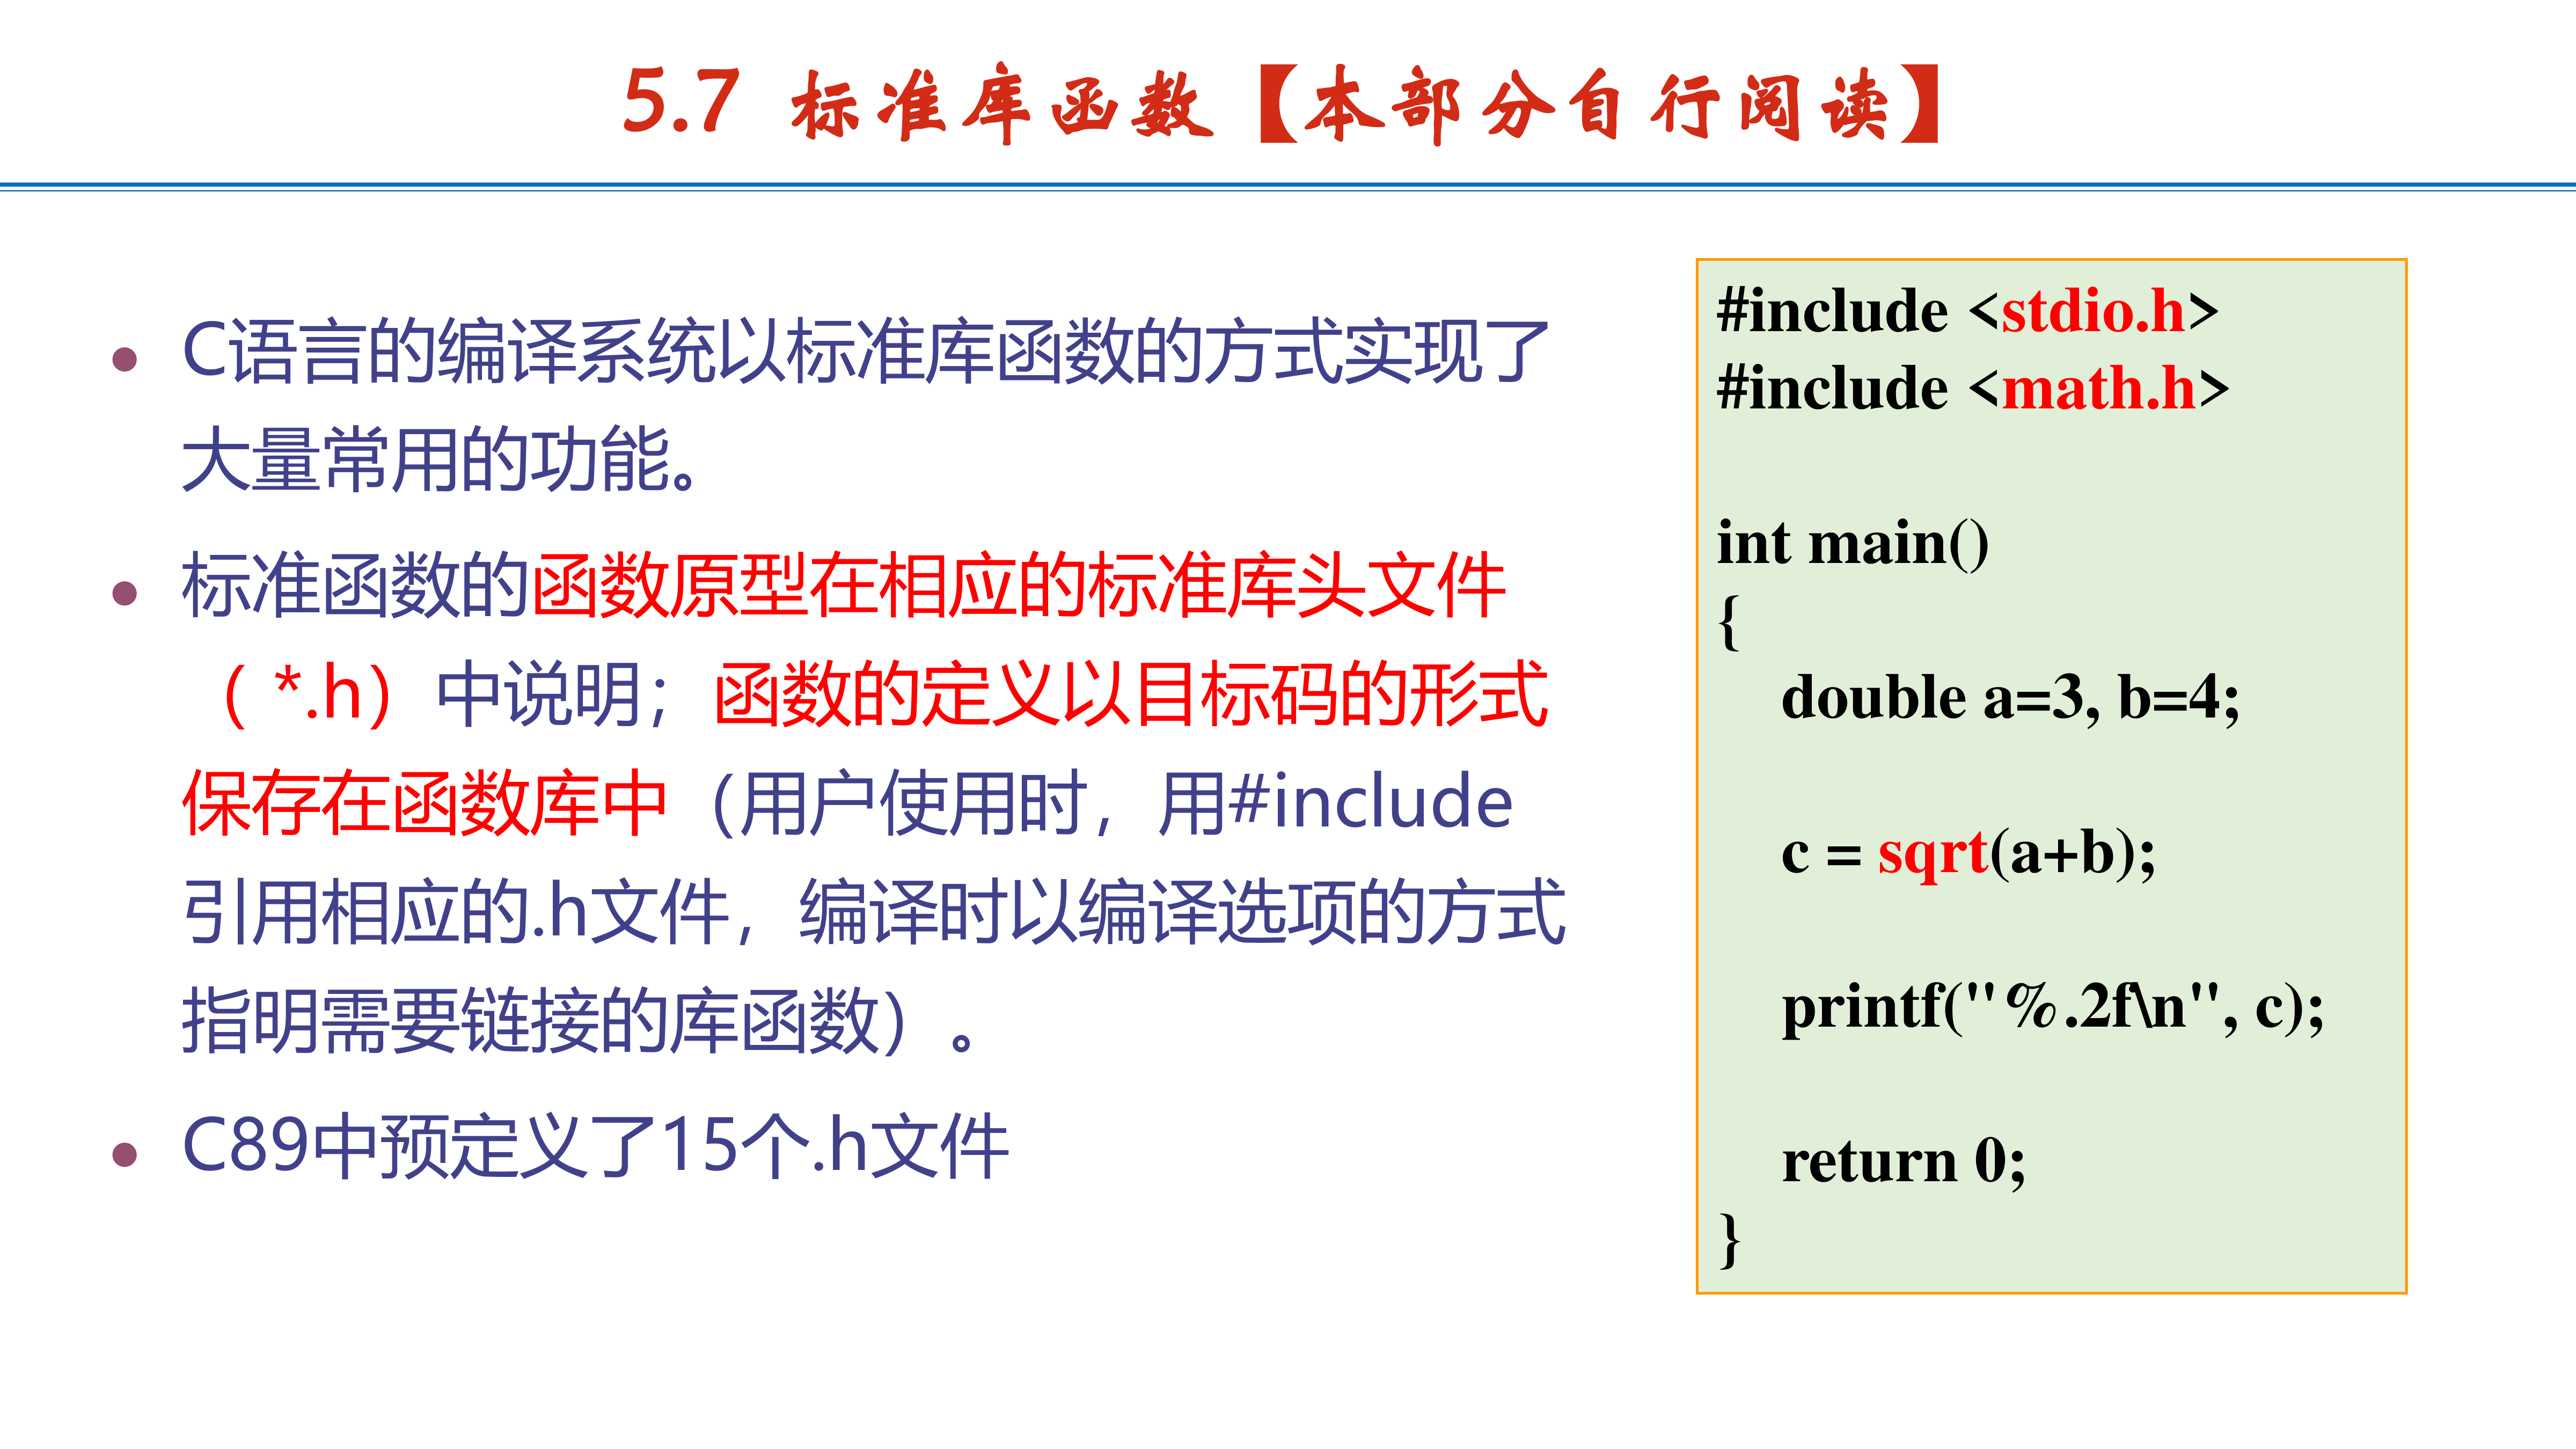 5.7 标准库函数【本部分自行阅读】
• C语言的编译系统以标准库函数的方式实现了
大量常用的功能。
• 标准函数的函数原型在相应的标准库头文件
（ *.h）中说明；函数的定义以目标码的形式
保存在函数库中（用户使用时，用#include
引用相应的.h文件，编译时以编译选项的方式
指明需要链接的库函数）。
• C89中预定义了15个.h文件
#include <stdio.h>
#include <math.h>
int main()
{
double a=3, b=4;
c = sqrt(a+b);
printf("%.2f\n", c);
return 0;
}